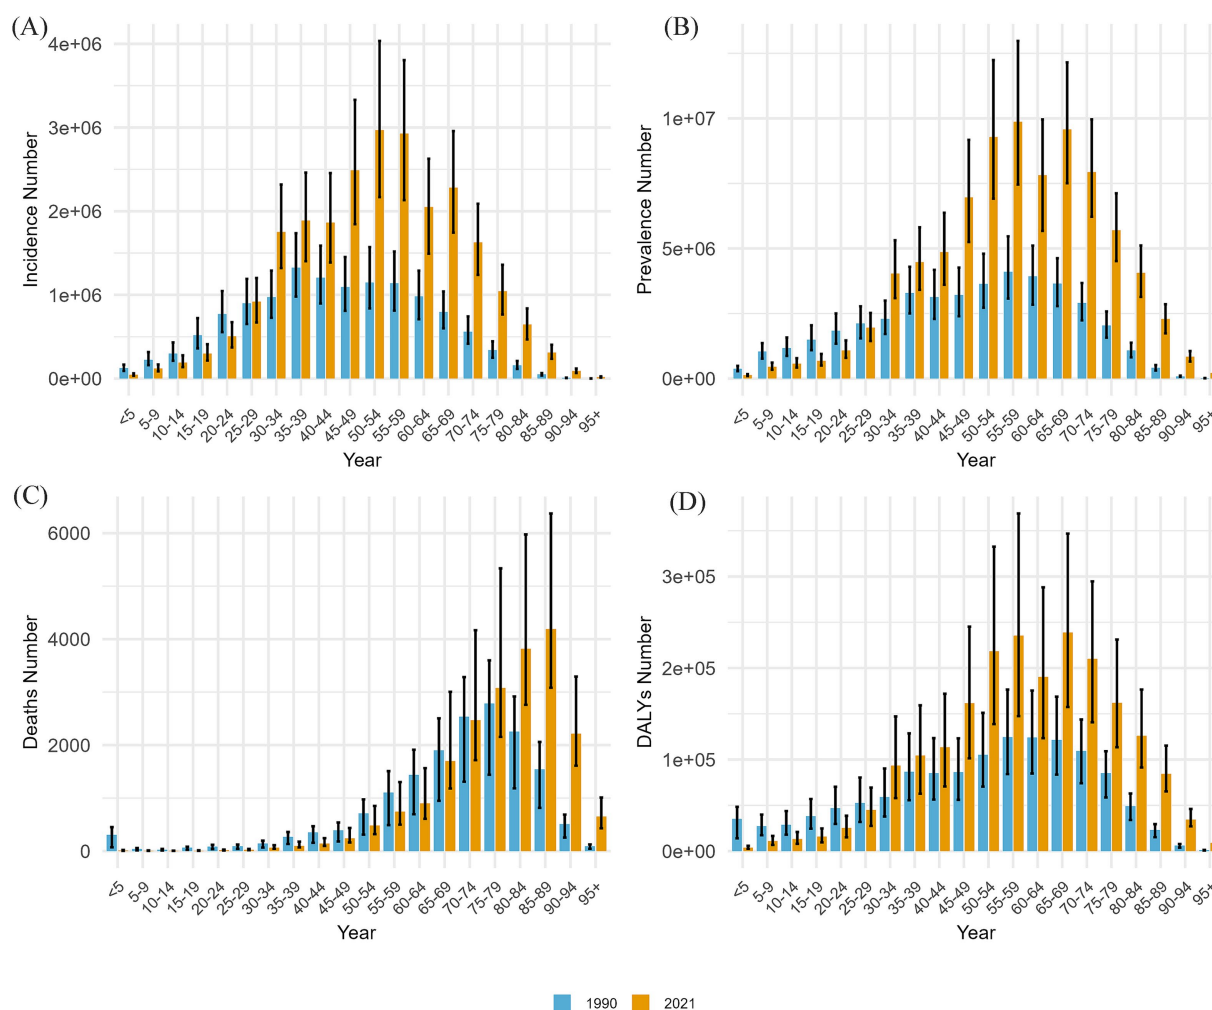 (A)
Incidence Number
4e+06
3e+06
2e+06
1e+06
0e+00
<5 5-9 10-14 15-19 20-24 25-29 30-34 35-39 40-44 45-49 50-54 55-59 60-64 65-69 70-74 75-79 80-84 85-89 90-94 95+
Year
(B)
Prevalence Number
1e+07
5e+06
0e+00
<5 5-9 10-14 15-19 20-24 25-29 30-34 35-39 40-44 45-49 50-54 55-59 60-64 65-69 70-74 75-79 80-84 85-89 90-94 95+
Year
(C)
Deaths Number
6000
4000
2000
0
<5 5-9 10-14 15-19 20-24 25-29 30-34 35-39 40-44 45-49 50-54 55-59 60-64 65-69 70-74 75-79 80-84 85-89 90-94 95+
Year
(D)
DALYs Number
3e+05
2e+05
1e+05
0e+00
<5 5-9 10-14 15-19 20-24 25-29 30-34 35-39 40-44 45-49 50-54 55-59 60-64 65-69 70-74 75-79 80-84 85-89 90-94 95+
Year
1990 2021